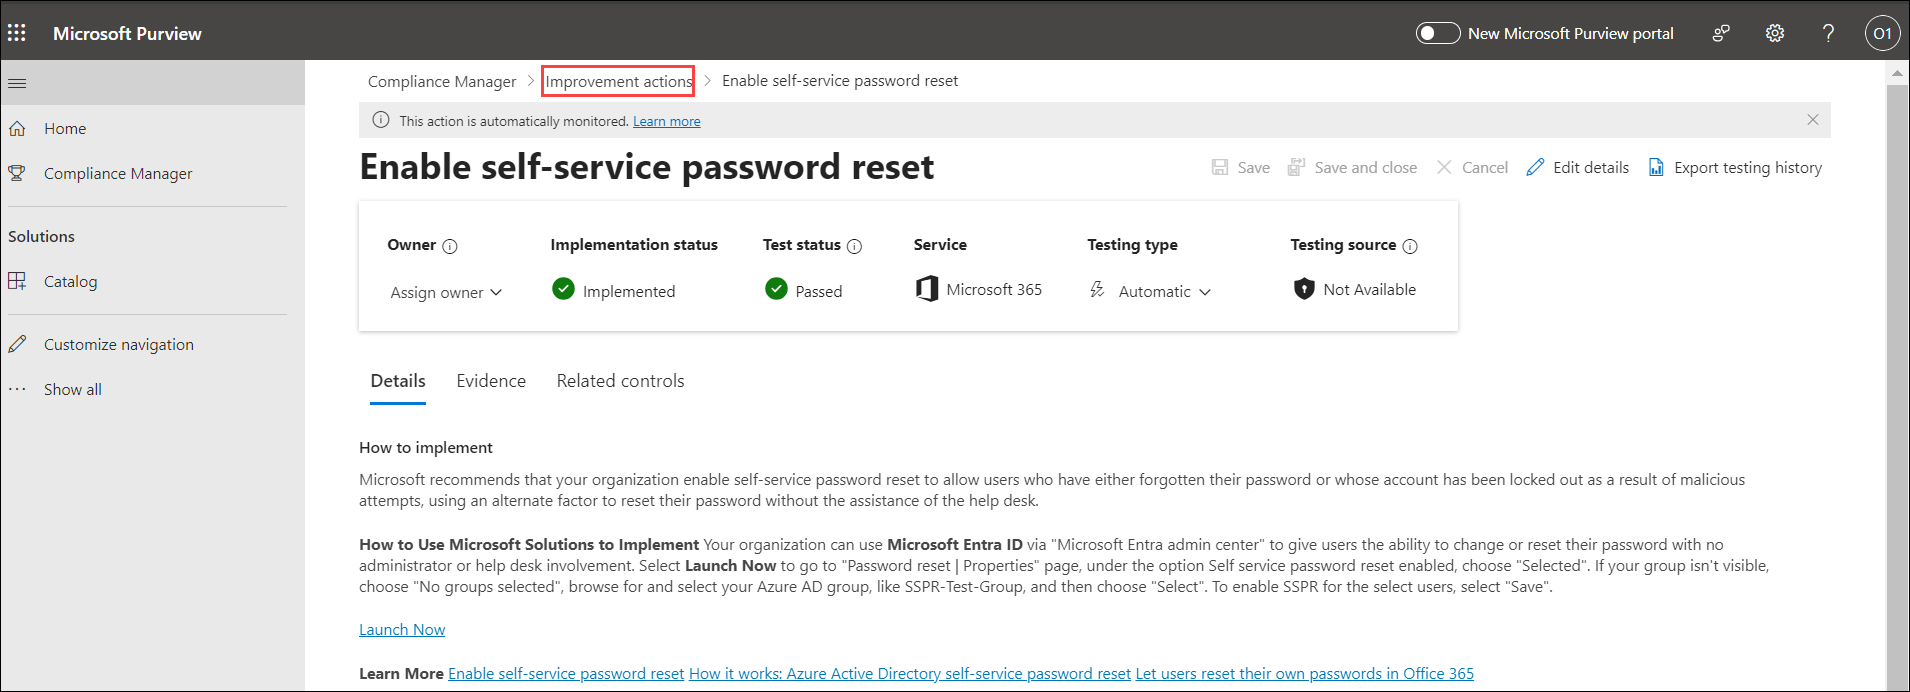 Microsoft Purview
New Microsoft Purview portal
?
O1
Home
Compliance Manager
Solutions
Catalog
Customize navigation
Show all
Compliance Manager > Improvement actions > Enable self-service password reset
This action is automatically monitored. Learn more
Enable self-service password reset
Save
Save and close
Cancel
Edit details
Export testing history
Owner
Assign owner
Implementation status
Implemented
Test status
Passed
Service
Microsoft 365
Testing type
Automatic
Testing source
Not Available
Details
Evidence
Related controls
How to implement
Microsoft recommends that your organization enable self-service password reset to allow users who have either forgotten their password or whose account has been locked out as a result of malicious
attempts, using an alternate factor to reset their password without the assistance of the help desk.
How to Use Microsoft Solutions to Implement Your organization can use Microsoft Entra ID via "Microsoft Entra admin center" to give users the ability to change or reset their password with no
administrator or help desk involvement. Select Launch Now to go to "Password reset | Properties" page, under the option Self service password reset enabled, choose "Selected". If your group isn't visible,
choose "No groups selected", browse for and select your Azure AD group, like SSPR-Test-Group, and then choose "Select". To enable SSPR for the select users, select "Save".
Launch Now
Learn More Enable self-service password reset How it works: Azure Active Directory self-service password reset Let users reset their own passwords in Office 365